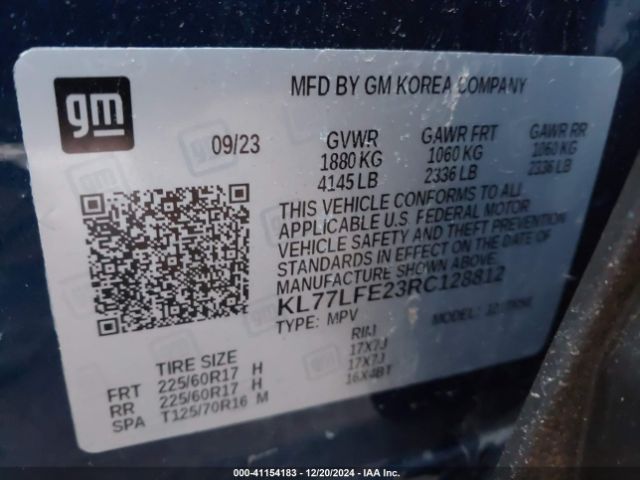 gm
MFD BY GM KOREA COMPANY
09/23 GVWR GAWR FRT GAWR RR
1880 KG 1060 KG 1060 KG
4145 LB 2336 LB 2336 LB
THIS VEHICLE CONFORMS TO ALL
APPLICABLE U.S. FEDERAL MOTOR
VEHICLE SAFETY AND THEFT PREVENTION
STANDARDS IN EFFECT ON THE DATE OF
MANUFACTURE SHOWN ABOVE.
KL77LFE23RC128812
TYPE: MPV MODEL:
TIRE SIZE RIM
FRT 225/60R17 H 17X7J
RR 225/60R17 H 17X7J
SPA T125/70R16 M 16X4BT
000-41154183 - 12/20/2024 - IAA Inc.